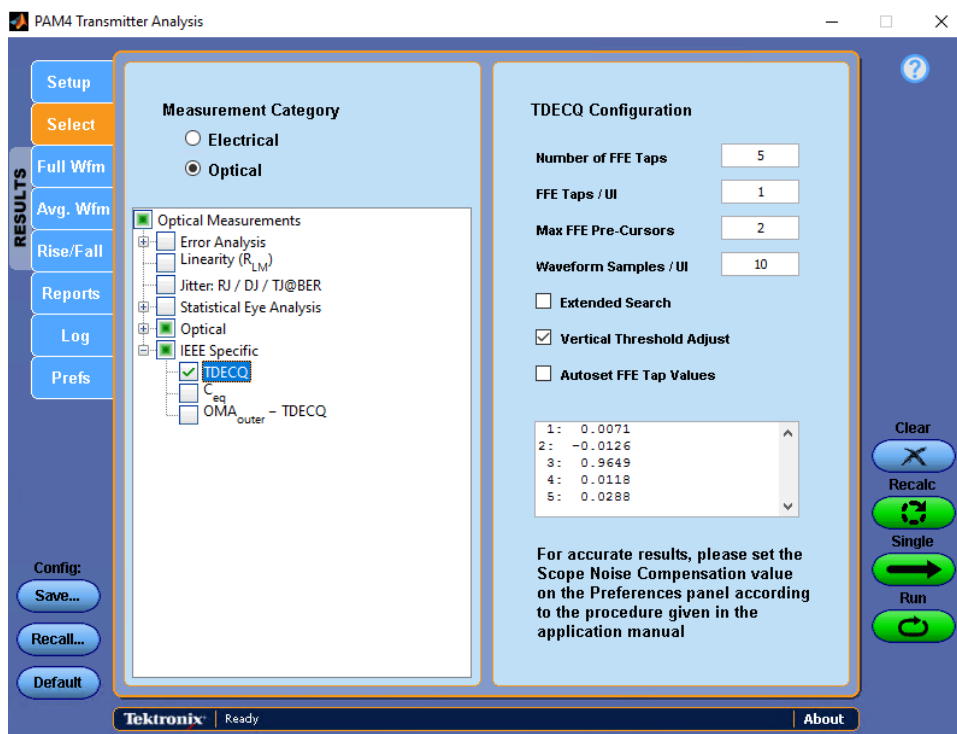 PAM4 Transmitter Analysis
RESULTS
Setup
Select
Full Wfm
Avg. Wfm
Rise/Fall
Reports
Log
Prefs
Config:
Save...
Recall...
Default
Measurement Category
Electrical
Optical
Optical Measurements
Error Analysis
Linearity (RLM)
Jitter: RJ / DJ / TJ@BER
Statistical Eye Analysis
Optical
IEEE Specific
TDECQ
Ceq
OMAouter – TDECQ
TDECQ Configuration
Number of FFE Taps 5
FFE Taps / UI 1
Max FFE Pre-Cursors 2
Waveform Samples / UI 10
Extended Search
Vertical Threshold Adjust
Autoset FFE Tap Values
1: 0.0071
2: -0.0126
3: 0.9649
4: 0.0118
5: 0.0288
For accurate results, please set the
Scope Noise Compensation value
on the Preferences panel according
to the procedure given in the
application manual
?
Clear
Recalc
Single
Run
Tektronix Ready
About